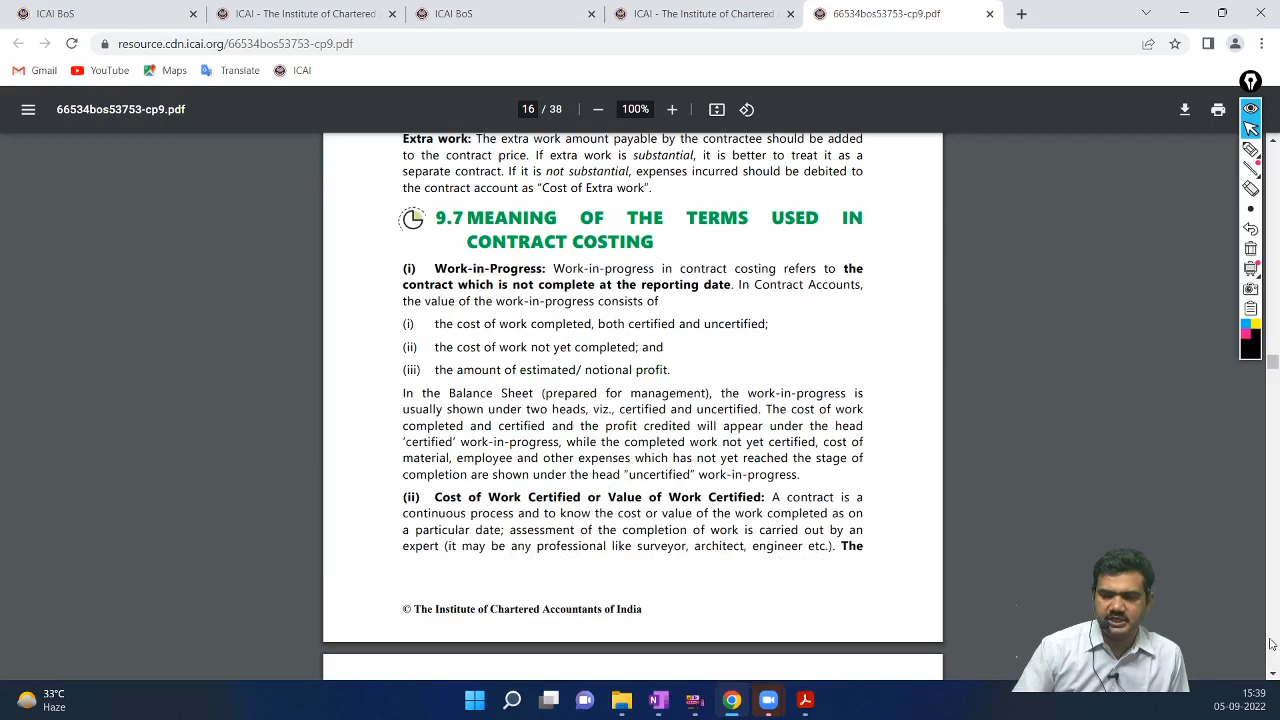 ICAI BoS
ICAI - The Institute of Chartered A
ICAI BoS
ICAI - The Institute of Chartered A
66534bos53753-cp9.pdf
resource.cdn.icai.org/66534bos53753-cp9.pdf
Gmail YouTube Maps Translate ICAI
66534bos53753-cp9.pdf 16 / 38 100%
Extra work: The extra work amount payable by the contractee should be added
to the contract price. If extra work is substantial, it is better to treat it as a
separate contract. If it is not substantial, expenses incurred should be debited to
the contract account as “Cost of Extra work”.
9.7 MEANING OF THE TERMS USED IN
CONTRACT COSTING
(i) Work-in-Progress: Work-in-progress in contract costing refers to the
contract which is not complete at the reporting date. In Contract Accounts,
the value of the work-in-progress consists of
(i) the cost of work completed, both certified and uncertified;
(ii) the cost of work not yet completed; and
(iii) the amount of estimated/ notional profit.
In the Balance Sheet (prepared for management), the work-in-progress is
usually shown under two heads, viz., certified and uncertified. The cost of work
completed and certified and the profit credited will appear under the head
‘certified’ work-in-progress, while the completed work not yet certified, cost of
material, employee and other expenses which has not yet reached the stage of
completion are shown under the head “uncertified” work-in-progress.
(ii) Cost of Work Certified or Value of Work Certified: A contract is a
continuous process and to know the cost or value of the work completed as on
a particular date; assessment of the completion of work is carried out by an
expert (it may be any professional like surveyor, architect, engineer etc.). The
© The Institute of Chartered Accountants of India
33°C
Haze
15:39
05-09-2022